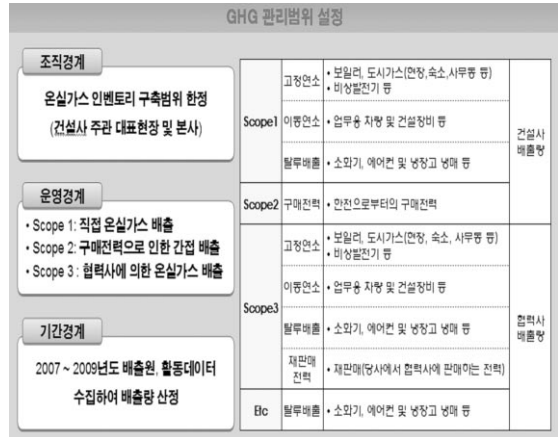 GHG 관리범위 설정
조직경계
온실가스 인벤토리 구축범위 한정
(건설사 주관 대표현장 및 본사)
운영경계
• Scope 1: 직접 온실가스 배출
• Scope 2: 구매전력으로 인한 간접 배출
• Scope 3 : 협력사에 의한 온실가스 배출
기간경계
2007 ~ 2009년도 배출원, 활동데이터
수집하여 배출량 산정
Scope1
고정연소
• 보일러, 도시가스(현장,숙소,사무동 등)
• 비상발전기 등
이동연소
• 업무용 차량 및 건설장비 등
탈루배출
• 소화기, 에어컨 및 냉장고 냉매 등
Scope2
구매전력
• 한전으로부터의 구매전력
건설사
배출량
Scope3
고정연소
• 보일러, 도시가스(현장, 숙소, 사무동 등)
• 비상발전기 등
이동연소
• 업무용 차량 및 건설장비 등
탈루배출
• 소화기, 에어컨 및 냉장고 냉매 등
재판매
전력
• 재판매(당사에서 협력사에 판매하는 전력)
Etc
탈루배출
• 소화기, 에어컨 및 냉장고 냉매 등
협력사
배출량